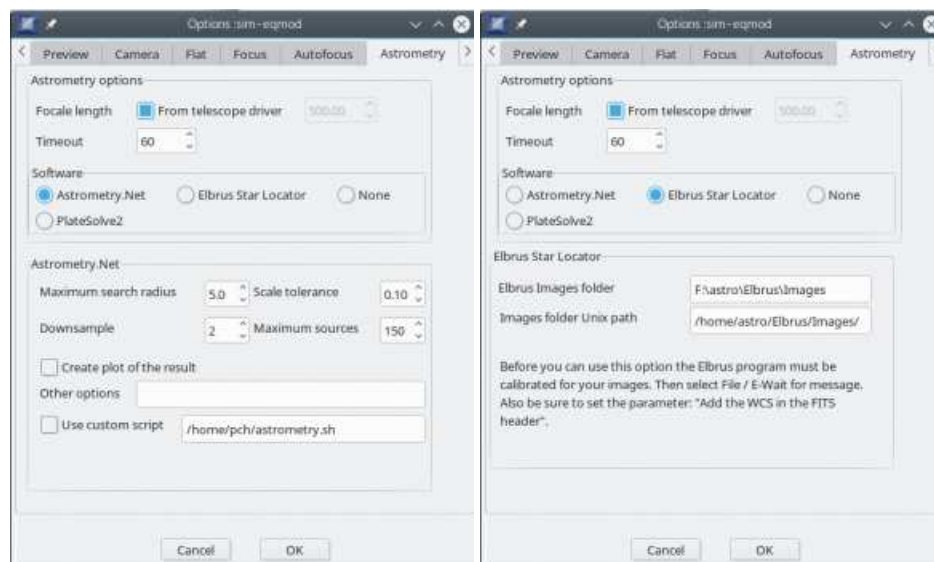 Options :sim-eqmod
Preview Camera Flat Focus Autofocus Astrometry
Astrometry options
Focale length From telescope driver 500.00
Timeout 60
Software
Astrometry.Net Elbrus Star Locator None
PlateSolve2
Astrometry.Net
Maximum search radius 5.0 Scale tolerance 0.10
Downsample 2 Maximum sources 150
Create plot of the result
Other options
Use custom script /home/pch/astrometry.sh
Cancel OK
Options :sim-eqmod
Preview Camera Flat Focus Autofocus Astrometry
Astrometry options
Focale length From telescope driver 500.00
Timeout 60
Software
Astrometry.Net Elbrus Star Locator None
PlateSolve2
Elbrus Star Locator
Elbrus Images folder F:\astro\Elbrus\Images
Images folder Unix path /home/astro/Elbrus/Images/
Before you can use this option the Elbrus program must be
calibrated for your images. Then select File / E-Wait for message.
Also be sure to set the parameter: "Add the WCS in the FITS
header".
Cancel OK